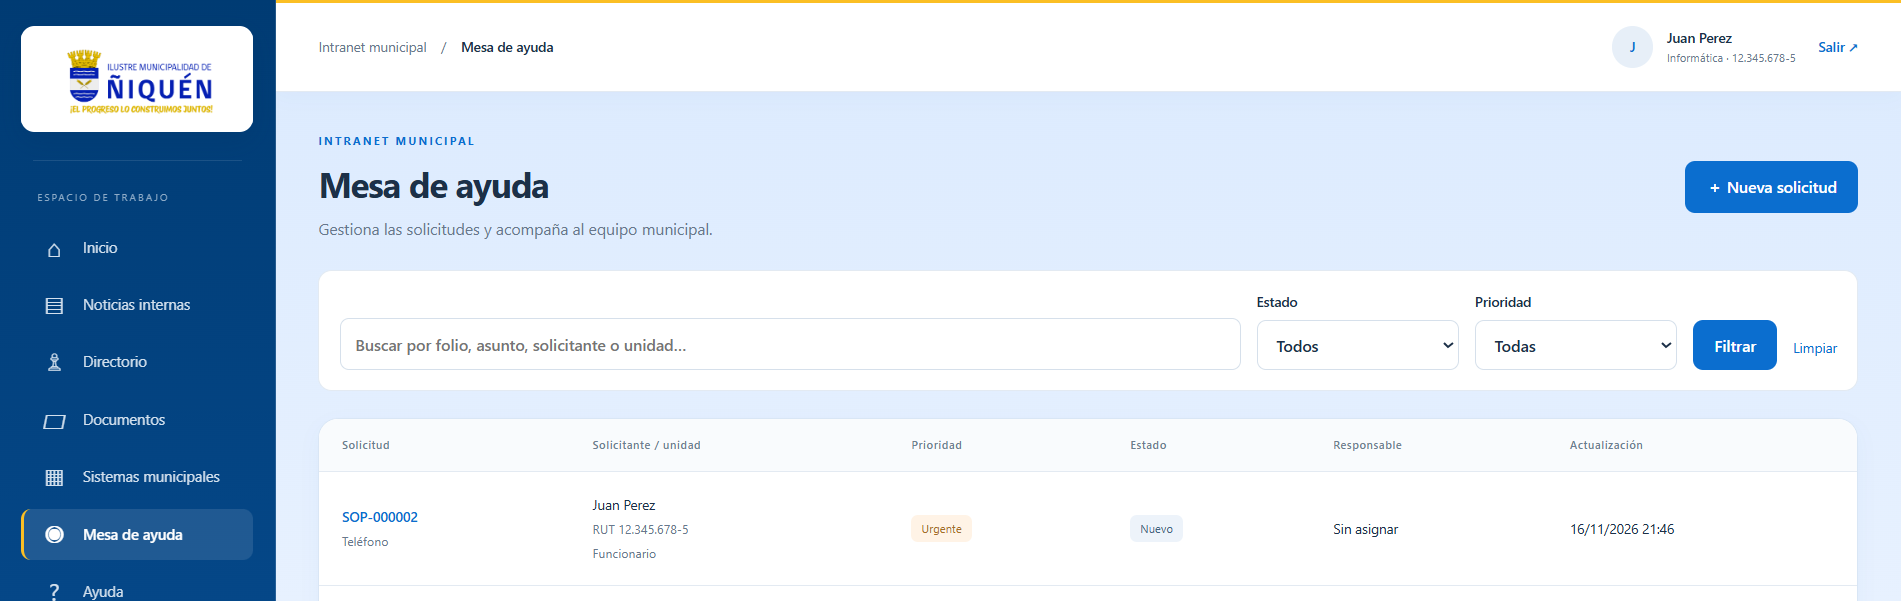 ILUSTRE MUNICIPALIDAD DE
ÑIQUÉN
¡EL PROGRESO LO CONSTRUIMOS JUNTOS!
ESPACIO DE TRABAJO
Inicio
Noticias internas
Directorio
Documentos
Sistemas municipales
Mesa de ayuda
? Ayuda
Intranet municipal / Mesa de ayuda
J
Juan Perez
Informática · 12.345.678-5
Salir ↗
INTRANET MUNICIPAL
Mesa de ayuda
Gestiona las solicitudes y acompaña al equipo municipal.
+ Nueva solicitud
Buscar por folio, asunto, solicitante o unidad...
Estado
Todos
Prioridad
Todas
Filtrar
Limpiar
Solicitud Solicitante / unidad Prioridad Estado Responsable Actualización
SOP-000002
Teléfono
Juan Perez
RUT 12.345.678-5
Funcionario
Urgente
Nuevo
Sin asignar
16/11/2026 21:46